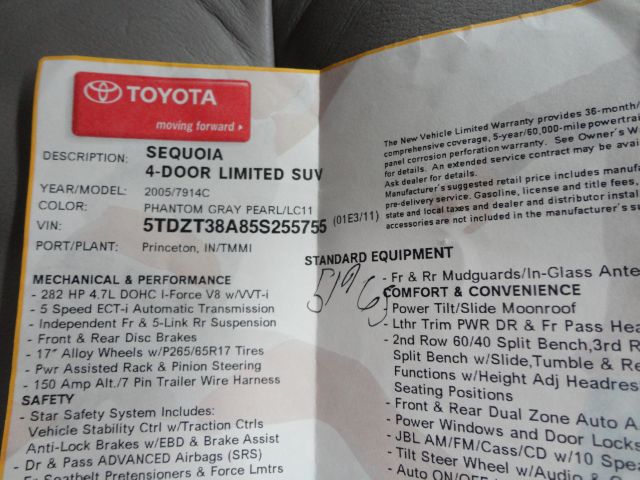 TOYOTA
moving forward
DESCRIPTION: SEQUOIA
4-DOOR LIMITED SUV
YEAR/MODEL: 2005/7914C
COLOR: PHANTOM GRAY PEARL/LC11
VIN: 5TDZT38A85S255755 (01E3/11)
PORT/PLANT: Princeton, IN/TMMI
MECHANICAL & PERFORMANCE
- 282 HP 4.7L DOHC I-Force V8 w/VVT-i
- 5 Speed ECT-i Automatic Transmission
- Independent Fr & 5-Link Rr Suspension
- Front & Rear Disc Brakes
- 17" Alloy Wheels w/P265/65R17 Tires
- Pwr Assisted Rack & Pinion Steering
- 150 Amp Alt./7 Pin Trailer Wire Harness
SAFETY
- Star Safety System Includes:
Vehicle Stability Ctrl w/Traction Ctrls
Anti-Lock Brakes w/EBD & Brake Assist
- Dr & Pass ADVANCED Airbags (SRS)
Fr Seatbelt Pretensioners & Force Lmtrs
The New Vehicle Limited Warranty provides 36-month/
comprehensive coverage, 5-year/60,000-mile powertrai
panel corrosion perforation warranty. See Owner's W
for details. An extended service contract may be avai
Ask dealer for details.
Manufacturer's suggested retail price includes manufa
pre-delivery service. Gasoline, license and title fees,
state and local taxes and dealer and distributor instal
accessories are not included in the manufacturer's su
STANDARD EQUIPMENT
51963
- Fr & Rr Mudguards/In-Glass Ante
COMFORT & CONVENIENCE
Power Tilt/Slide Moonroof
- Lthr Trim PWR DR & Fr Pass Hea
- 2nd Row 60/40 Split Bench,3rd R
Split Bench w/Slide,Tumble & Re
Functions w/Height Adj Headres
Seating Positions
- Front & Rear Dual Zone Auto A
- Power Windows and Door Locks
- JBL AM/FM/Cass/CD w/10 Spea
- Tilt Steer Wheel w/Audio &
- Auto ON/OFF